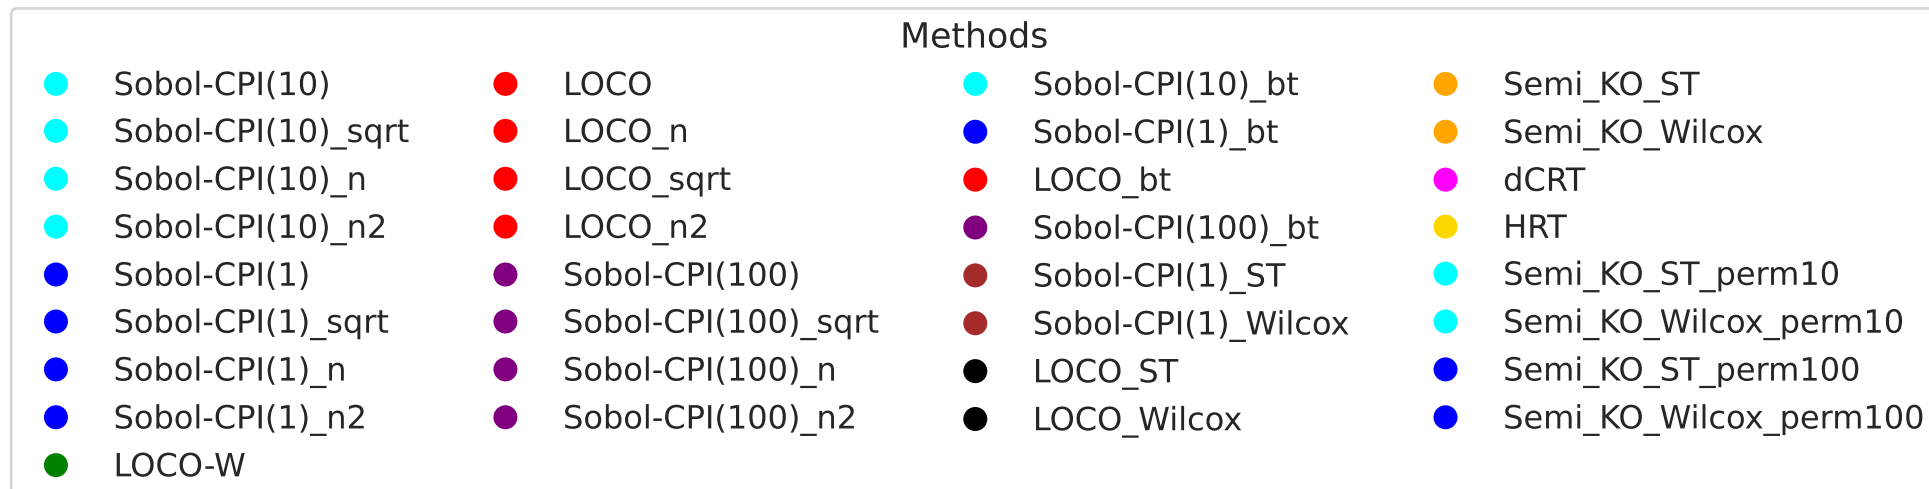 Methods
Sobol-CPI(10)
Sobol-CPI(10)_sqrt
Sobol-CPI(10)_n
Sobol-CPI(10)_n2
Sobol-CPI(1)
Sobol-CPI(1)_sqrt
Sobol-CPI(1)_n
Sobol-CPI(1)_n2
LOCO-W
LOCO
LOCO_n
LOCO_sqrt
LOCO_n2
Sobol-CPI(100)
Sobol-CPI(100)_sqrt
Sobol-CPI(100)_n
Sobol-CPI(100)_n2
Sobol-CPI(10)_bt
Sobol-CPI(1)_bt
LOCO_bt
Sobol-CPI(100)_bt
Sobol-CPI(1)_ST
Sobol-CPI(1)_Wilcox
LOCO_ST
LOCO_Wilcox
Semi_KO_ST
Semi_KO_Wilcox
dCRT
HRT
Semi_KO_ST_perm10
Semi_KO_Wilcox_perm10
Semi_KO_ST_perm100
Semi_KO_Wilcox_perm100